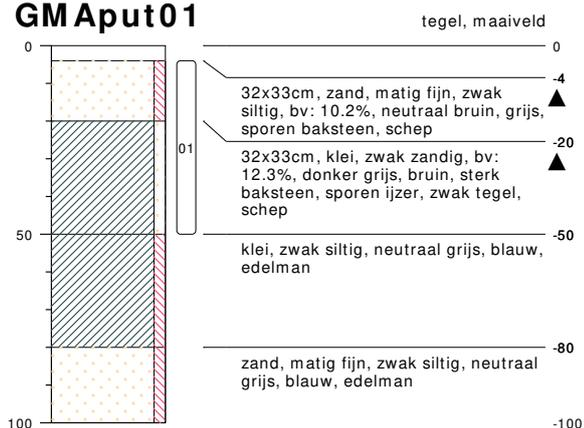 GMAput01
tegel, maaiveld
0
0
-4
32x33cm, zand, matig fijn, zwak
siltig, bv: 10.2%, neutraal bruin, grijs,
sporen baksteen, schep
-20
01
32x33cm, klei, zwak zandig, bv:
12.3%, donker grijs, bruin, sterk
baksteen, sporen ijzer, zwak tegel,
schep
50
-50
klei, zwak siltig, neutraal grijs, blauw,
edelman
-80
zand, matig fijn, zwak siltig, neutraal
grijs, blauw, edelman
100
-100